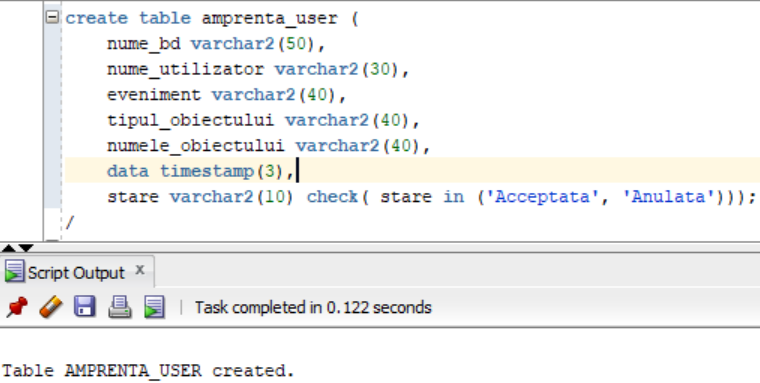 create table amprenta_user (
nume_bd varchar2(50),
nume_utilizator varchar2(30),
eveniment varchar2(40),
tipul_obiectului varchar2(40),
numele_obiectului varchar2(40),
data timestamp(3),
stare varchar2(10) check( stare in ('Acceptata', 'Anulata')));
/
Script Output x
Task completed in 0.122 seconds
Table AMPRENTA_USER created.